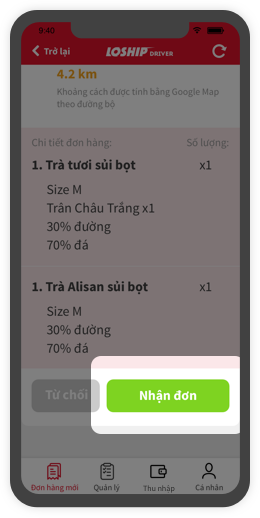 9:40
Trở lại LOSHIP DRIVER
4.2 km
Khoảng cách được tính bằng Google Map
theo đường bộ
Chi tiết đơn hàng: Số lượng:
1. Trà tươi sủi bọt x1
Size M
Trân Châu Trắng x1
30% đường
70% đá
1. Trà Alisan sủi bọt x1
Size M
30% đường
70% đá
Từ chối Nhận đơn
Đơn hàng mới Quản lý Thu nhập Cá nhân